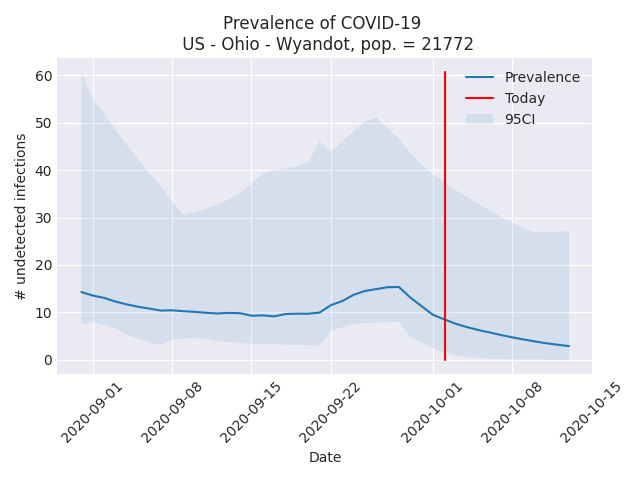 Prevalence of COVID-19
US - Ohio - Wyandot, pop. = 21772
# undetected infections
60
50
40
30
20
10
0
Prevalence
Today
95CI
2020-09-01
2020-09-08
2020-09-15
2020-09-22
2020-10-01
2020-10-08
2020-10-15
Date